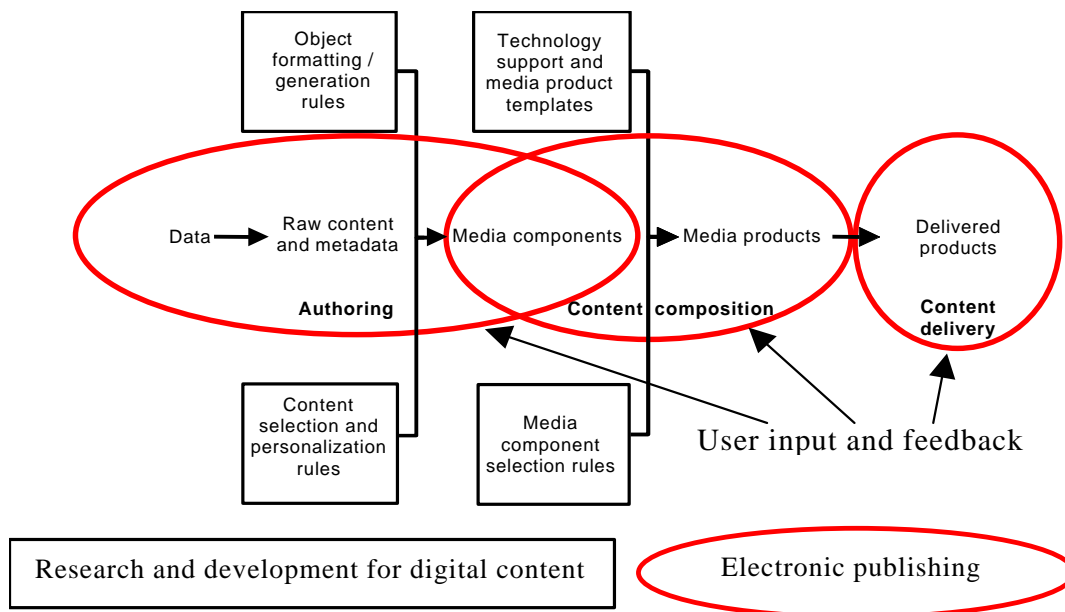 Object
formatting /
generation
rules
Technology
support and
media product
templates
Data
Raw content
and metadata
Media components
Media products
Delivered
products
Authoring
Content composition
Content
delivery
Content
selection and
personalization
rules
Media
component
selection rules
User input and feedback
Research and development for digital content
Electronic publishing